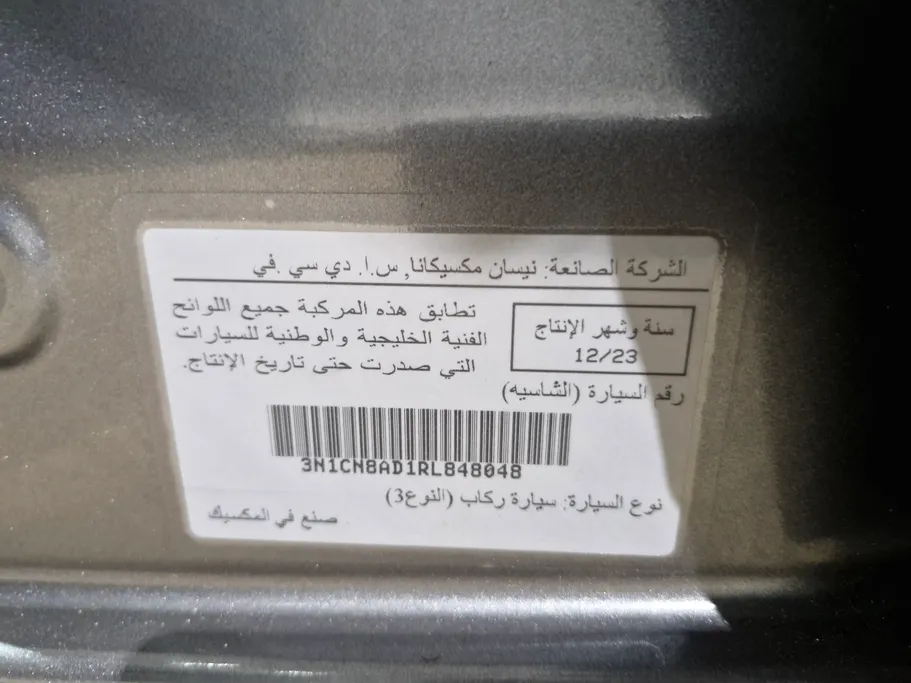 الشركة الصانعة: نيسان مكسيكانا, س.ا. دي سي .في
سنة وشهر الإنتاج
12/23
تطابق هذه المركبة جميع اللوائح
الفنية الخليجية والوطنية للسيارات
التي صدرت حتى تاريخ الإنتاج.
رقم السيارة (الشاسيه)
3N1CN8AD1RL848048
نوع السيارة: سيارة ركاب (النوع3)
صنع في المكسيك